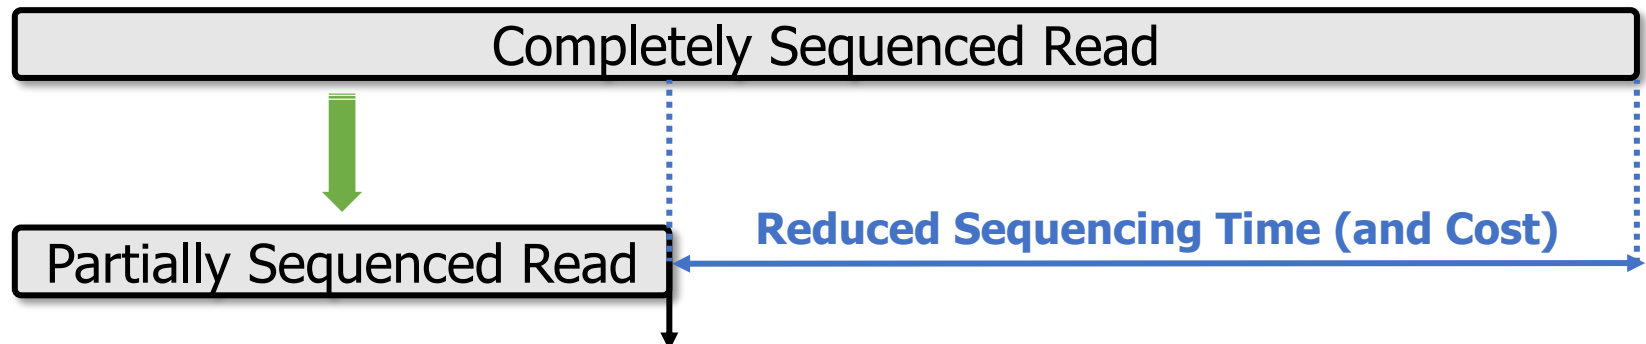 Completely Sequenced Read
Reduced Sequencing Time (and Cost)
Partially Sequenced Read